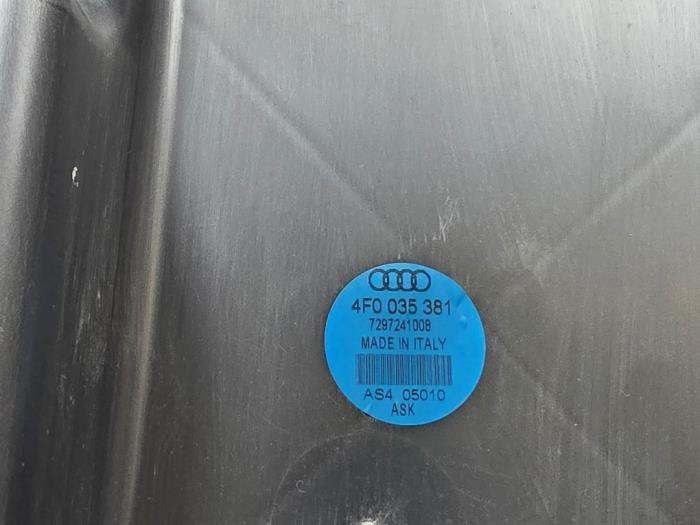 4F0 035 381
7297241008
MADE IN ITALY
AS4 05010
ASK